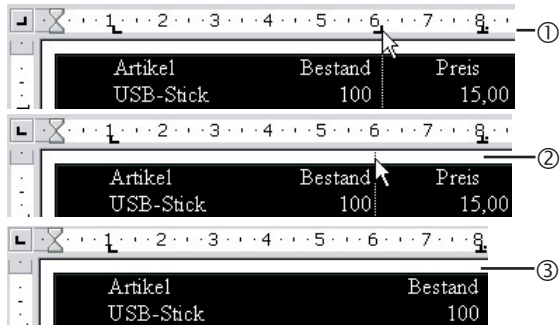 1 2 3 4 5 6 7 8 ①
Artikel Bestand Preis
USB-Stick 100 15,00
1 2 3 4 5 6 7 8
②
Artikel Bestand Preis
USB-Stick 100 15,00
1 2 3 4 5 6 7 8
③
Artikel Bestand
USB-Stick 100